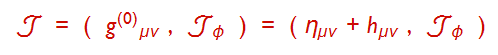 𝒯 = ( g⁽⁰⁾μν , 𝒯ϕ ) = ( ημν + hμν , 𝒯ϕ )